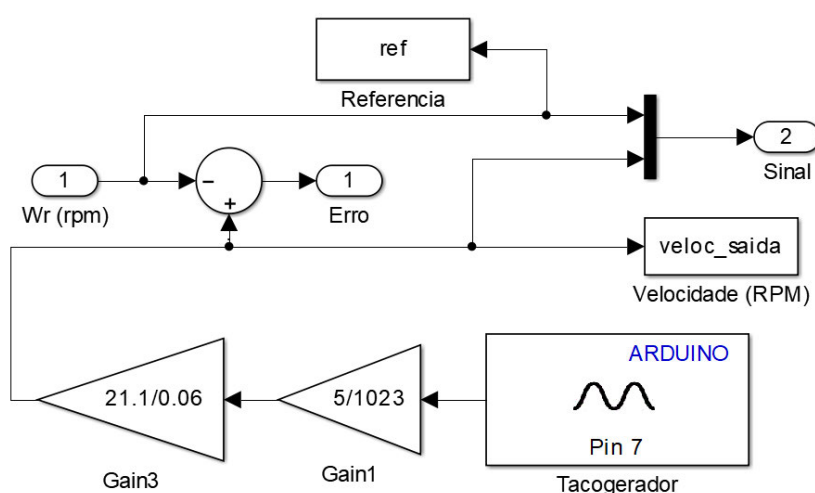 ref
Referencia
1
Wr (rpm)
−
+
1
Erro
2
Sinal
veloc_saida
Velocidade (RPM)
21.1/0.06
Gain3
5/1023
Gain1
ARDUINO
Pin 7
Tacogerador